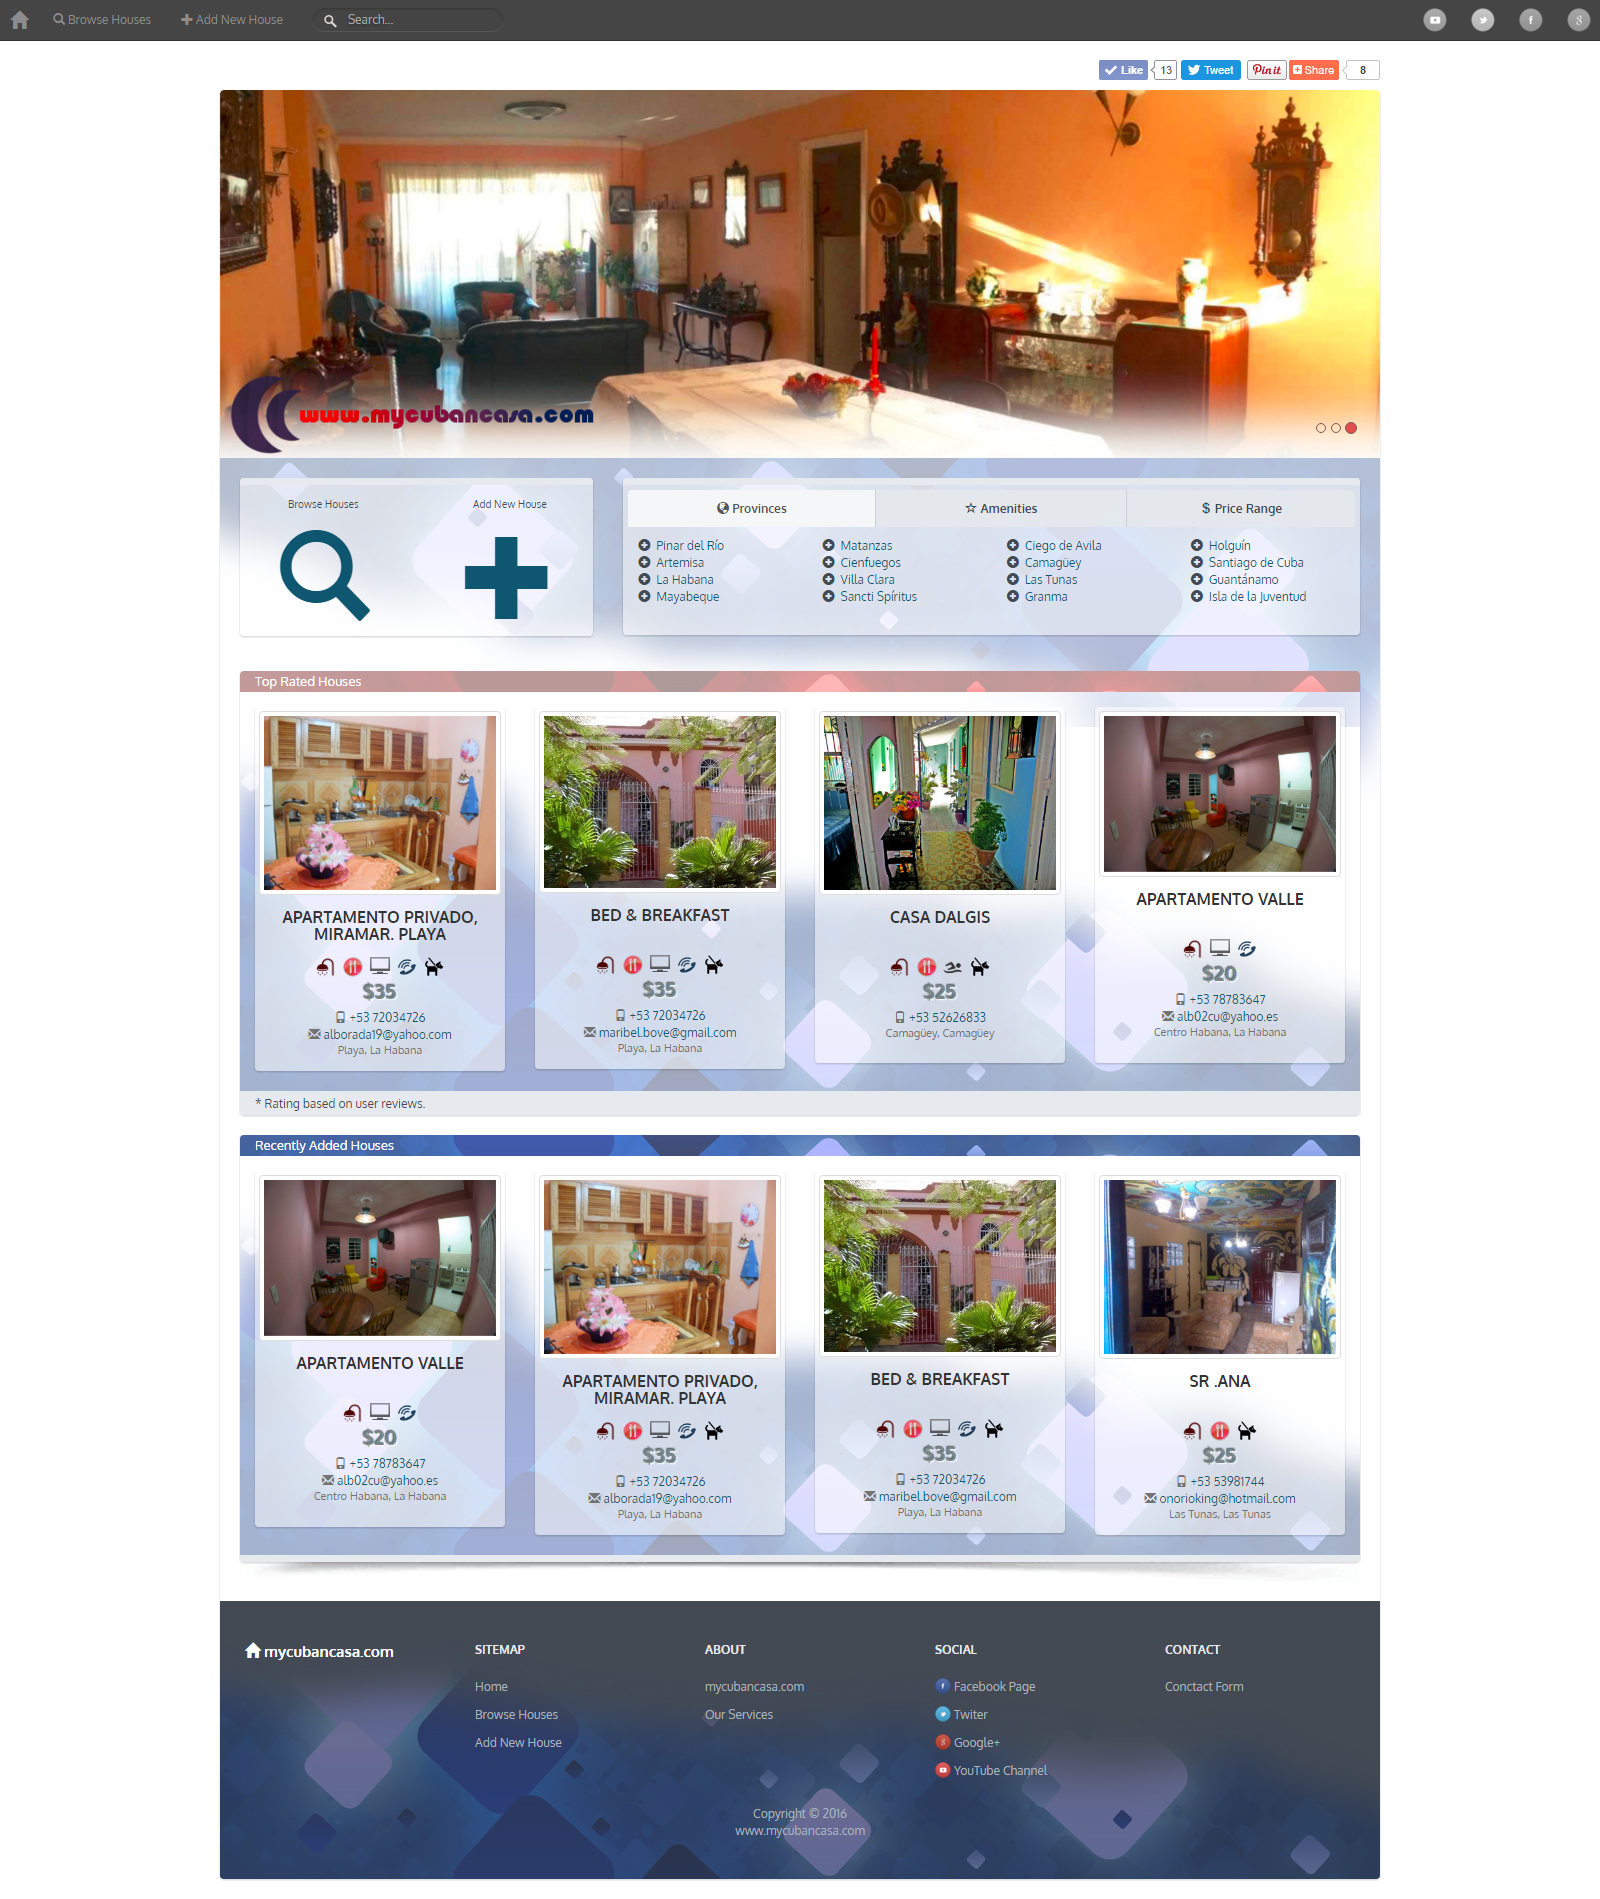 Browse Houses
Add New House
Search...
Like
13
Tweet
Pin it
Share
8
www.mycubancasa.com
Browse Houses
Add New House
Provinces
Amenities
$ Price Range
Pinar del Río
Matanzas
Ciego de Avila
Holguín
Artemisa
Cienfuegos
Camagüey
Santiago de Cuba
La Habana
Villa Clara
Las Tunas
Guantánamo
Mayabeque
Sancti Spíritus
Granma
Isla de la Juventud
Top Rated Houses
APARTAMENTO PRIVADO,
MIRAMAR. PLAYA
$35
+53 72034726
alborada19@yahoo.com
Playa, La Habana
BED & BREAKFAST
$35
+53 72034726
maribel.bove@gmail.com
Playa, La Habana
CASA DALGIS
$25
+53 52626833
Camagüey, Camagüey
APARTAMENTO VALLE
$20
+53 78783647
alb02cu@yahoo.es
Centro Habana, La Habana
* Rating based on user reviews.
Recently Added Houses
APARTAMENTO VALLE
$20
+53 78783647
alb02cu@yahoo.es
Centro Habana, La Habana
APARTAMENTO PRIVADO,
MIRAMAR. PLAYA
$35
+53 72034726
alborada19@yahoo.com
Playa, La Habana
BED & BREAKFAST
$35
+53 72034726
maribel.bove@gmail.com
Playa, La Habana
SR .ANA
$25
+53 53981744
onorioking@hotmail.com
Las Tunas, Las Tunas
mycubancasa.com
SITEMAP
Home
Browse Houses
Add New House
ABOUT
mycubancasa.com
Our Services
SOCIAL
Facebook Page
Twiter
Google+
YouTube Channel
CONTACT
Conctact Form
Copyright © 2016
www.mycubancasa.com